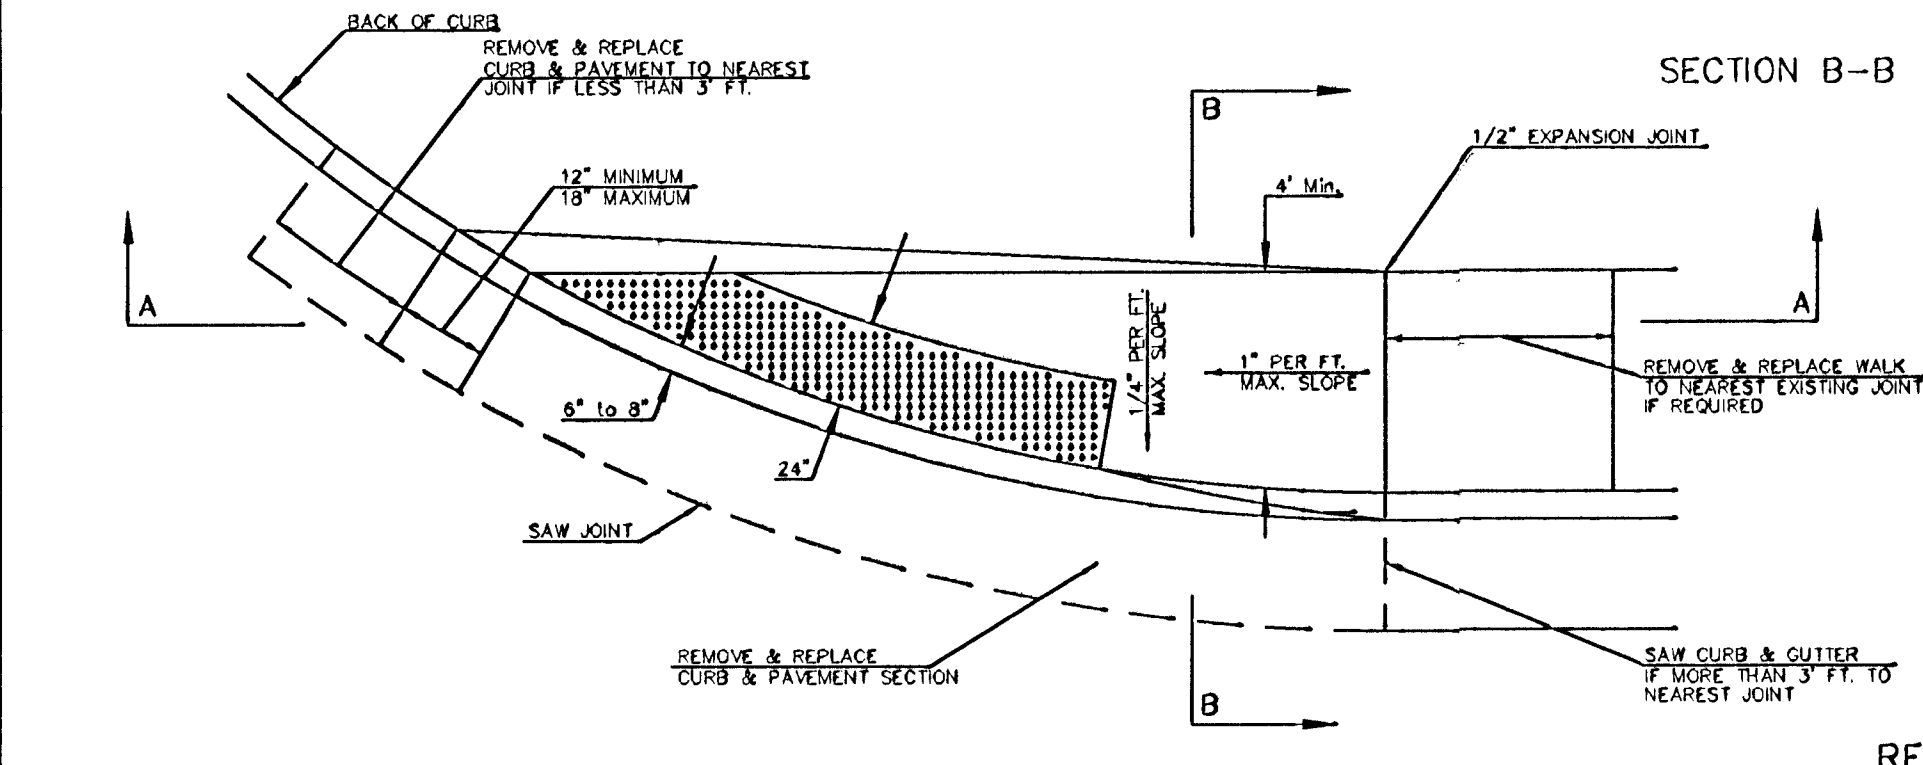 BACK OF CURB
REMOVE & REPLACE
CURB & PAVEMENT TO NEAREST
JOINT IF LESS THAN 3' FT.
SECTION B-B
B
1/2" EXPANSION JOINT
12" MINIMUM
18" MAXIMUM
4' Min.
A
A
1/4" PER FT.
MAX. SLOPE
1" PER FT.
MAX. SLOPE
REMOVE & REPLACE WALK
TO NEAREST EXISTING JOINT
IF REQUIRED
6" to 8"
24"
SAW JOINT
REMOVE & REPLACE
CURB & PAVEMENT SECTION
SAW CURB & GUTTER
IF MORE THAN 3' FT. TO
NEAREST JOINT
B